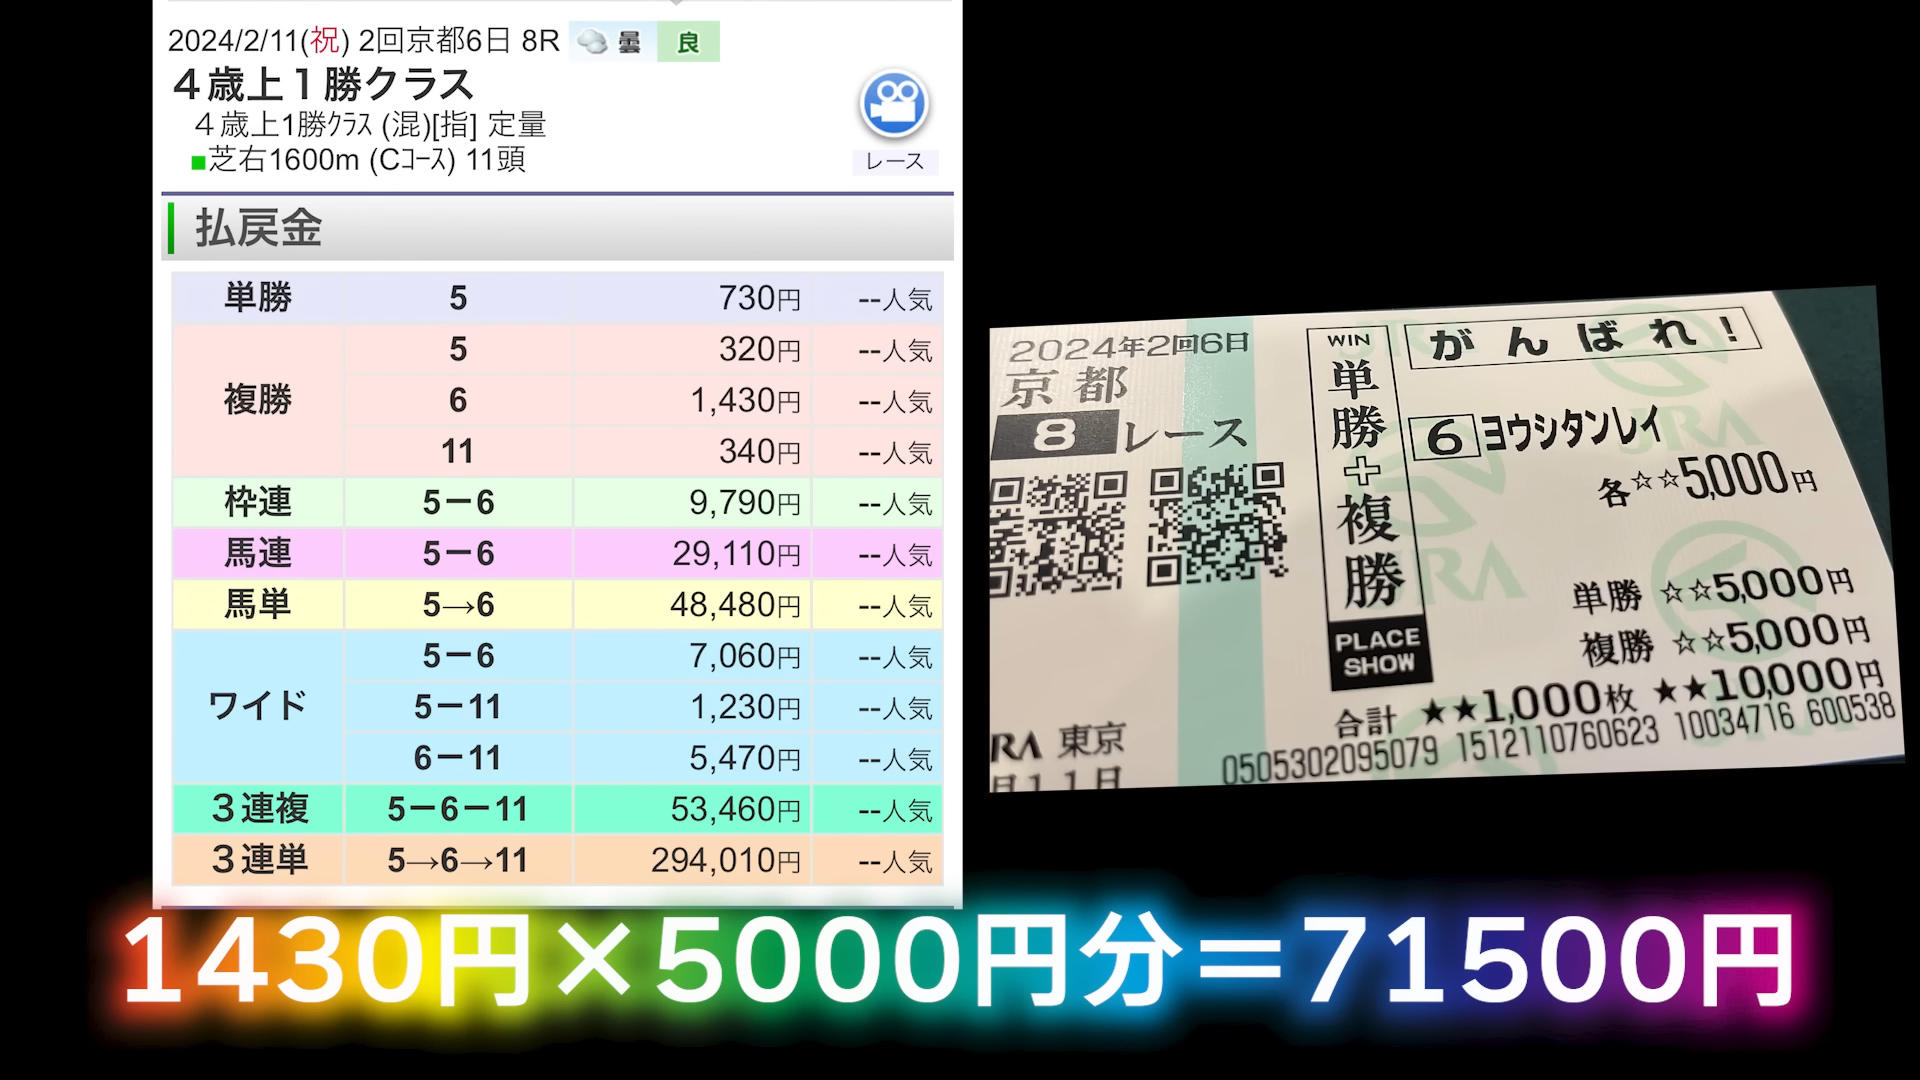 2024/2/11(祝) 2回京都6日 8R 曇 良
４歳上１勝クラス
４歳上1勝ｸﾗｽ (混)[指] 定量
芝右1600m (Cｺｰｽ) 11頭
レース
払戻金
単勝 5 730円 --人気
複勝
5 320円 --人気
6 1,430円 --人気
11 340円 --人気
枠連 5－6 9,790円 --人気
馬連 5－6 29,110円 --人気
馬単 5→6 48,480円 --人気
ワイド
5－6 7,060円 --人気
5－11 1,230円 --人気
6－11 5,470円 --人気
３連複 5－6－11 53,460円 --人気
３連単 5→6→11 294,010円 --人気
2024年2回6日
京都
8レース
WIN
単勝+複勝
PLACE
SHOW
がんばれ!
6 ヨウシタンレイ
各☆☆5,000円
単勝 ☆☆5,000円
複勝 ☆☆5,000円
合計 ★★1,000枚 ★★10,000円
RA 東京
月11日
0505302095079 1512110760623 10034716 600538
1430円×5000円分＝71500円